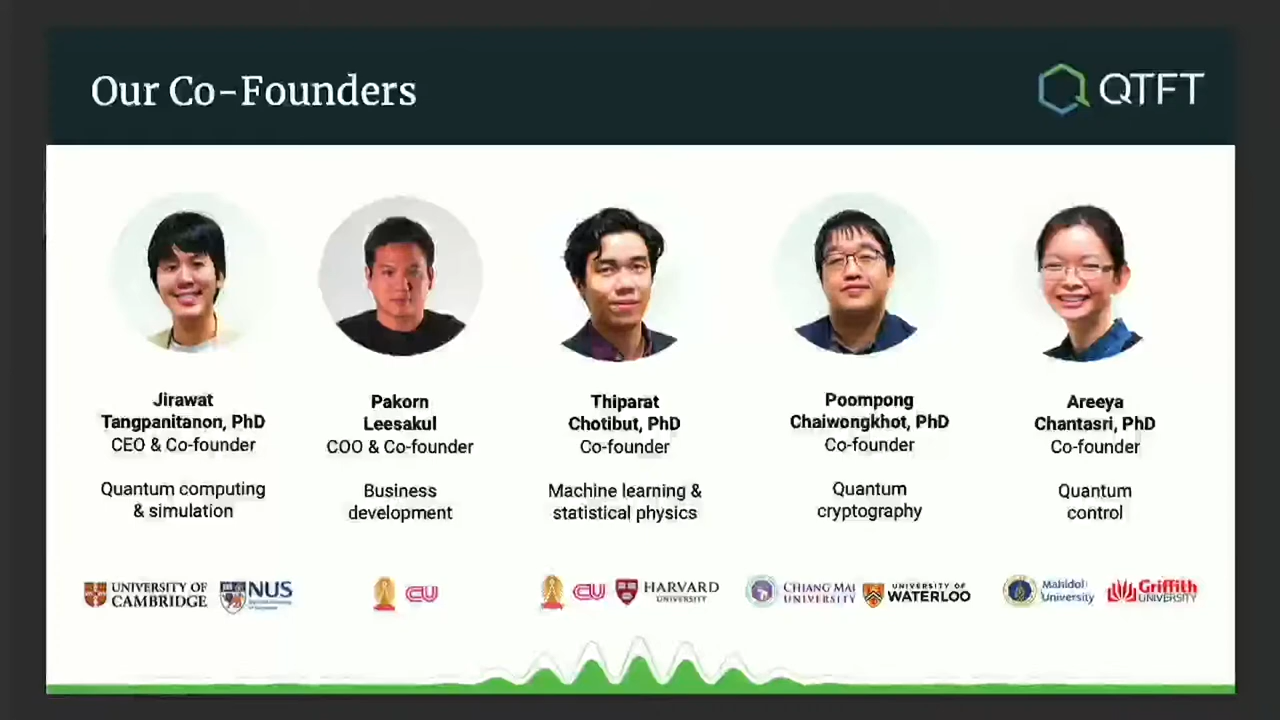 Our Co-Founders
QTFT
Jirawat
Tangpanitanon, PhD
CEO & Co-founder
Quantum computing
& simulation
UNIVERSITY OF
CAMBRIDGE
NUS
Pakorn
Leesakul
COO & Co-founder
Business
development
CU
Thiparat
Chotibut, PhD
Co-founder
Machine learning &
statistical physics
CU
HARVARD
UNIVERSITY
Poompong
Chaiwongkhot, PhD
Co-founder
Quantum
cryptography
CHIANG MAI
UNIVERSITY
UNIVERSITY OF
WATERLOO
Areeya
Chantasri, PhD
Co-founder
Quantum
control
Mahidol
University
Griffith
UNIVERSITY